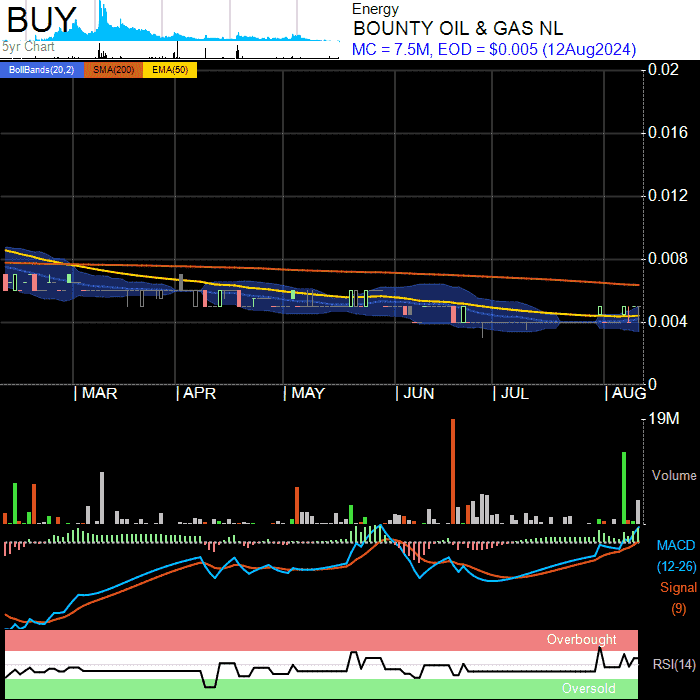 BUY
5yr Chart
Energy
BOUNTY OIL & GAS NL
MC = 7.5M, EOD = $0.005 (12Aug2024)
BollBands(20,2) SMA(200) EMA(50)
0.02
0.016
0.012
0.008
0.004
0
MAR APR MAY JUN JUL AUG
19M
Volume
MACD
(12-26)
Signal
(9)
Overbought
RSI(14)
Oversold